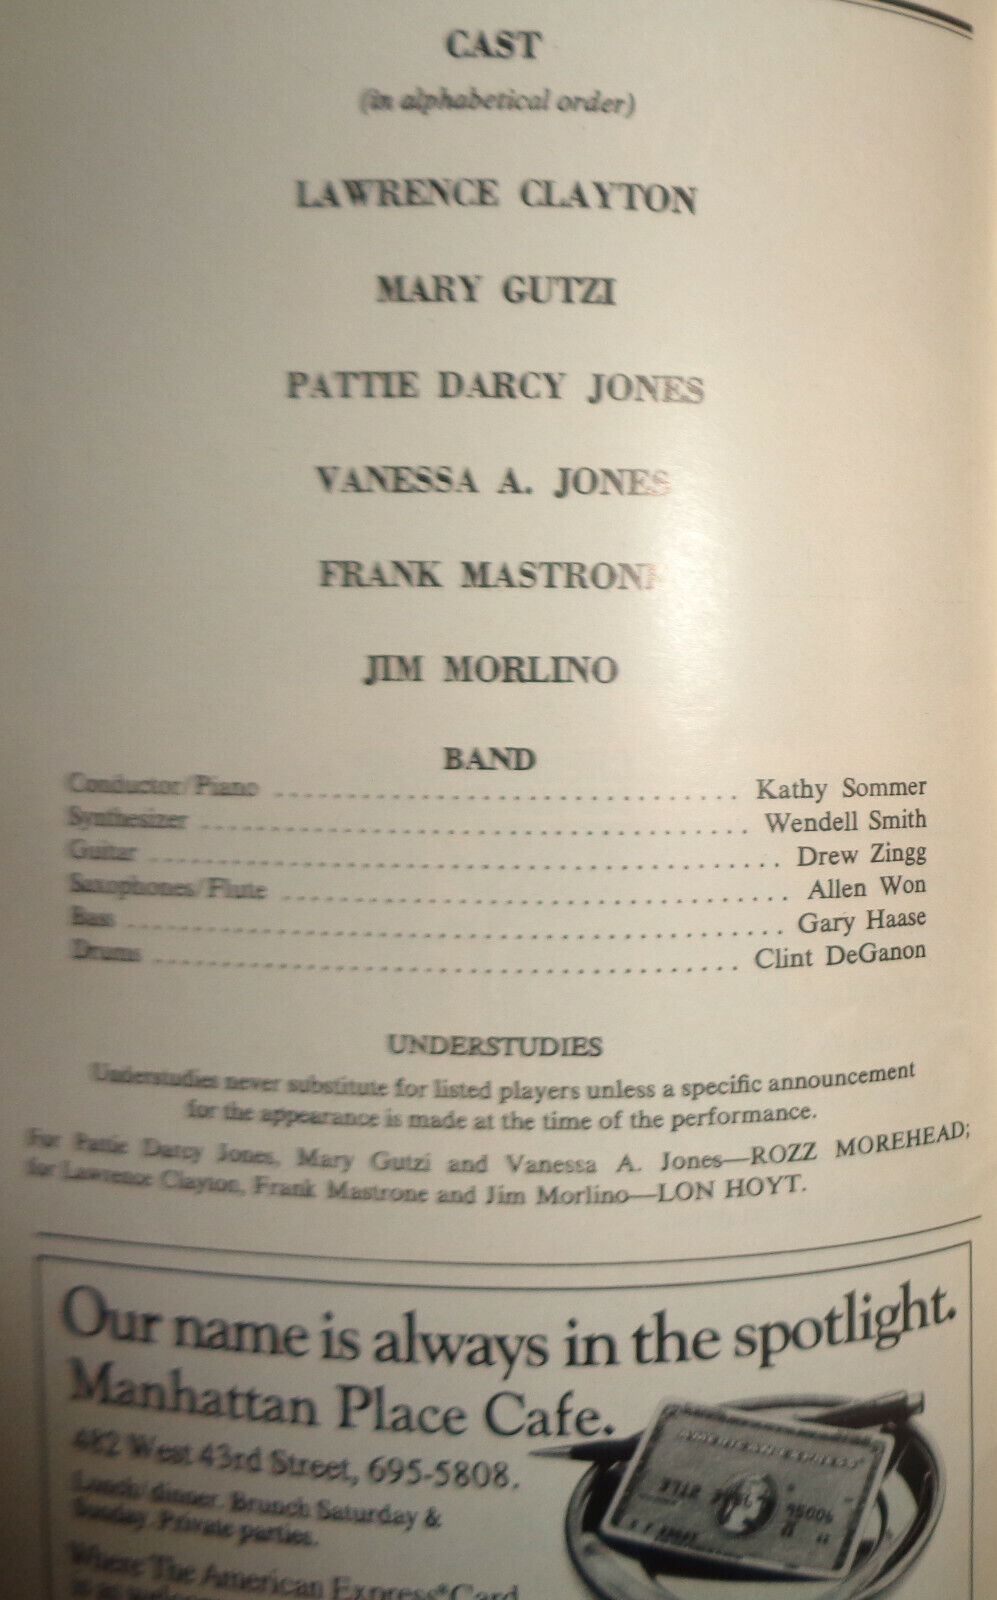 CAST
(in alphabetical order)
LAWRENCE CLAYTON
MARY GUTZI
PATTIE DARCY JONES
VANESSA A. JONES
FRANK MASTRONE
JIM MORLINO
BAND
Conductor/Piano Kathy Sommer
Synthesizer Wendell Smith
Guitar Drew Zingg
Saxophones/Flute Allen Won
Bass Gary Haase
Drums Clint DeGanon
UNDERSTUDIES
Understudies never substitute for listed players unless a specific announcement
for the appearance is made at the time of the performance.
For Pattie Darcy Jones, Mary Gutzi and Vanessa A. Jones—ROZZ MOREHEAD;
for Lawrence Clayton, Frank Mastrone and Jim Morlino—LON HOYT.
Our name is always in the spotlight.
Manhattan Place Cafe.
482 West 43rd Street, 695-5808.
Lunch/dinner. Brunch Saturday &
Sunday. Private parties.
Where The American Express® Card
AMERICAN EXPRESS®
95006